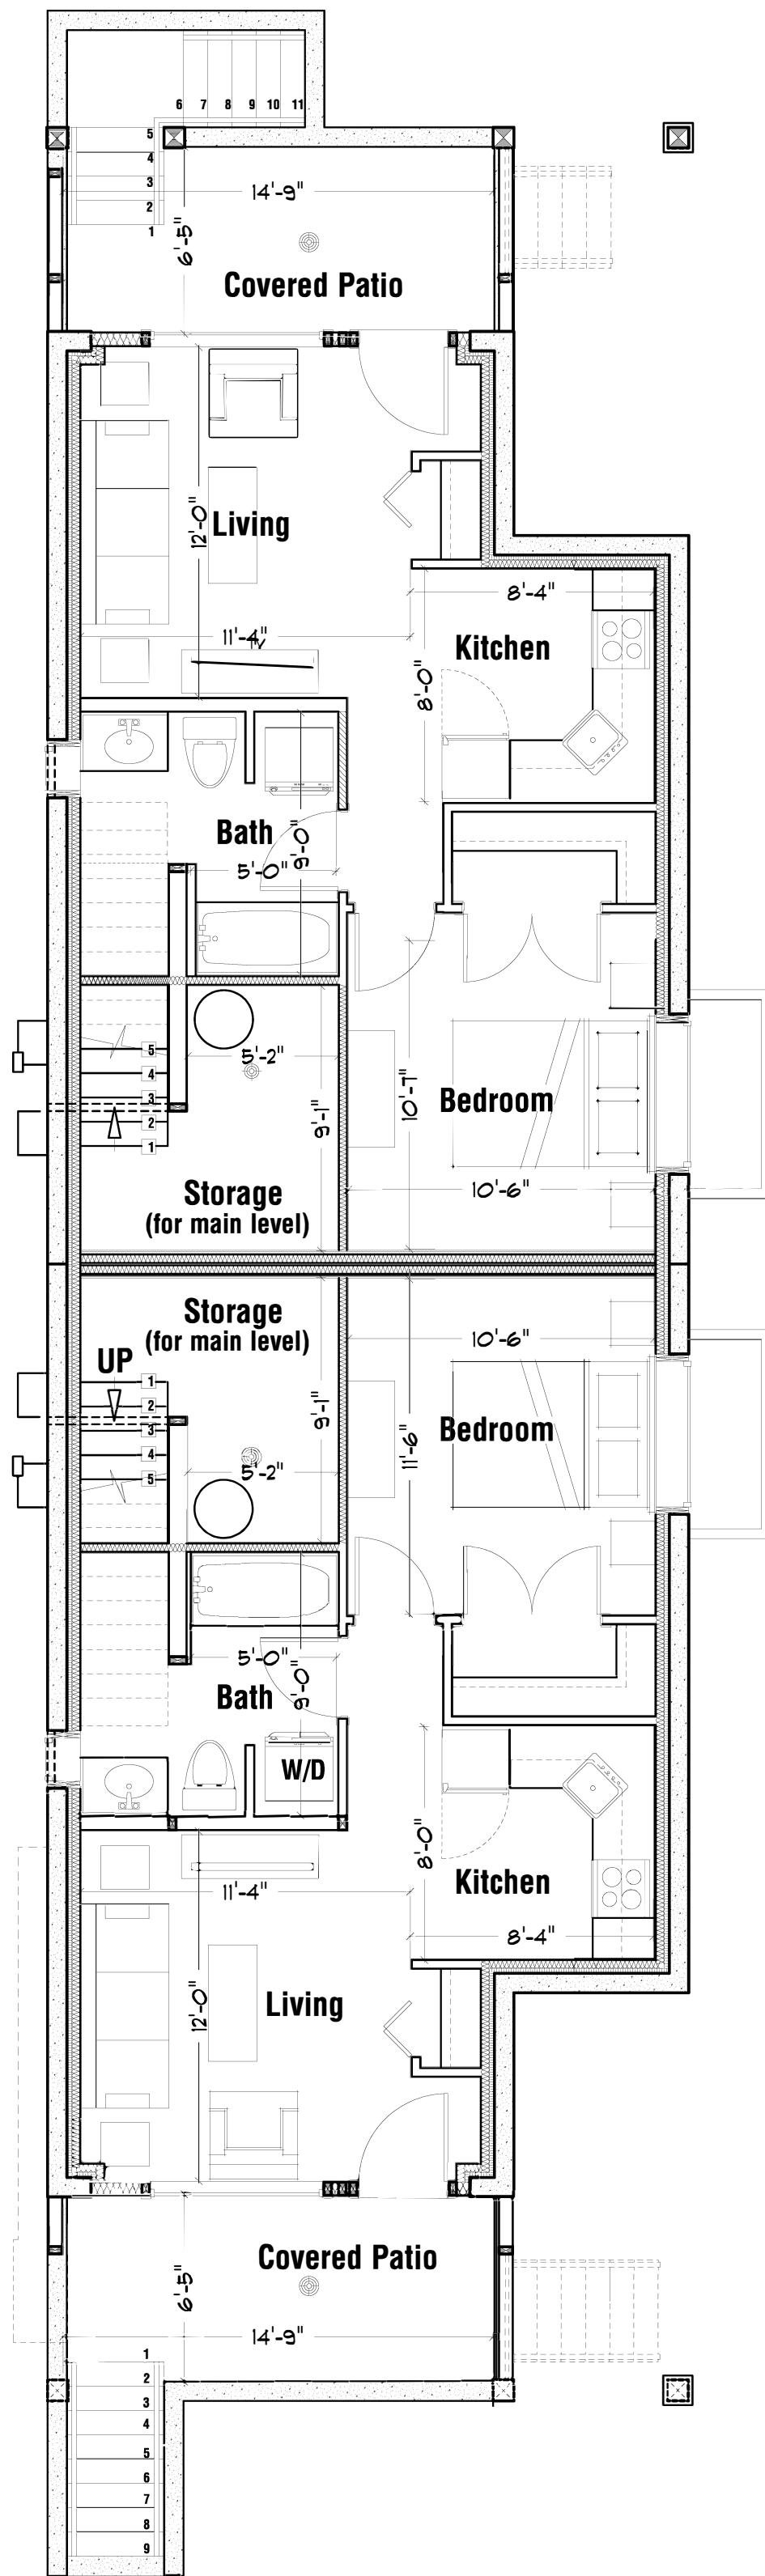 6 7 8 9 10 11
5
4
3
2
1
14'-9"
6'-5"
Covered Patio
12'-0"
Living
11'-4"
8'-4"
Kitchen
8'-0"
Bath
9'-0"
5'-0"
5
4
3
2
1
5'-2"
9'-1"
10'-7"
Bedroom
10'-6"
Storage
(for main level)
Storage
(for main level)
10'-6"
UP
1
2
3
4
5
9'-1"
5'-2"
11'-6"
Bedroom
5'-0"
9'-0"
Bath
W/D
8'-0"
Kitchen
8'-4"
11'-4"
12'-0"
Living
Covered Patio
6'-5"
14'-9"
1
2
3
4
5
6
7
8
9